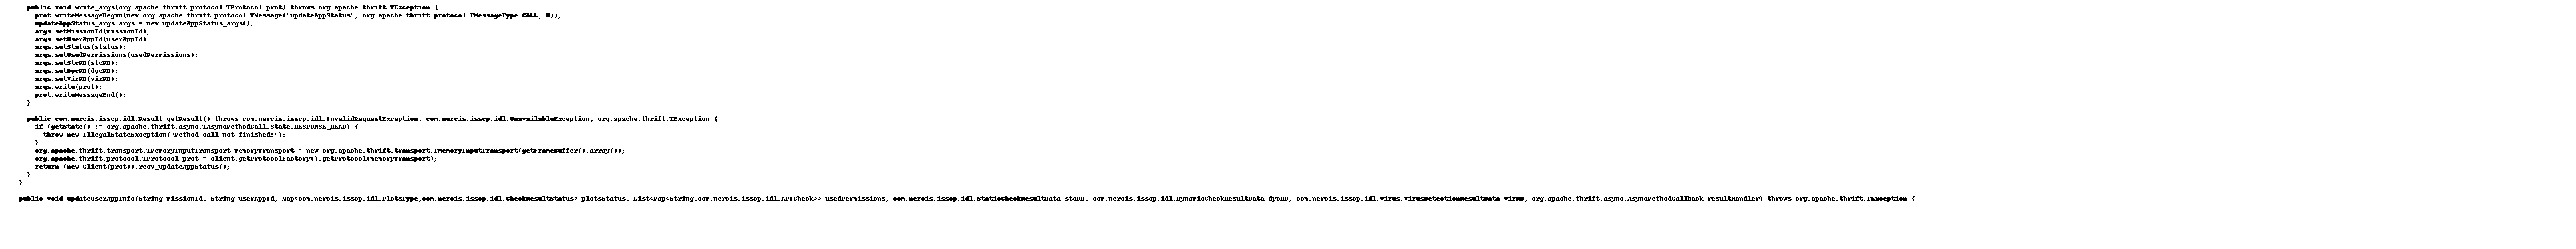 public void write_args(org.apache.thrift.protocol.TProtocol prot) throws org.apache.thrift.TException {
prot.writeMessageBegin(new org.apache.thrift.protocol.TMessage("updateAppStatus", org.apache.thrift.protocol.TMessageType.CALL, 0));
updateAppStatus_args args = new updateAppStatus_args();
args.setMissionId(missionId);
args.setUserAppId(userAppId);
args.setStatus(status);
args.setUsedPermissions(usedPermissions);
args.setStcRD(stcRD);
args.setDycRD(dycRD);
args.setVirRD(virRD);
args.write(prot);
prot.writeMessageEnd();
}
public com.nercis.isscp.idl.Result getResult() throws com.nercis.isscp.idl.InvalidRequestException, com.nercis.isscp.idl.UnavailableException, org.apache.thrift.TException {
if (getState() != org.apache.thrift.async.TAsyncMethodCall.State.RESPONSE_READ) {
throw new IllegalStateException("Method call not finished!");
}
org.apache.thrift.transport.TMemoryInputTransport memoryTransport = new org.apache.thrift.transport.TMemoryInputTransport(getFrameBuffer().array());
org.apache.thrift.protocol.TProtocol prot = client.getProtocolFactory().getProtocol(memoryTransport);
return (new Client(prot)).recv_updateAppStatus();
}
}
public void updateUserAppInfo(String missionId, String userAppId, Map<com.nercis.isscp.idl.PlotsType,com.nercis.isscp.idl.CheckResultStatus> plotsStatus, List<Map<String,com.nercis.isscp.idl.APICheck>> usedPermissions, com.nercis.isscp.idl.StaticCheckResultData stcRD, com.nercis.isscp.idl.DynamicCheckResultData dycRD, com.nercis.isscp.idl.virus.VirusDetectionResultData virRD, org.apache.thrift.async.AsyncMethodCallback resultHandler) throws org.apache.thrift.TException {